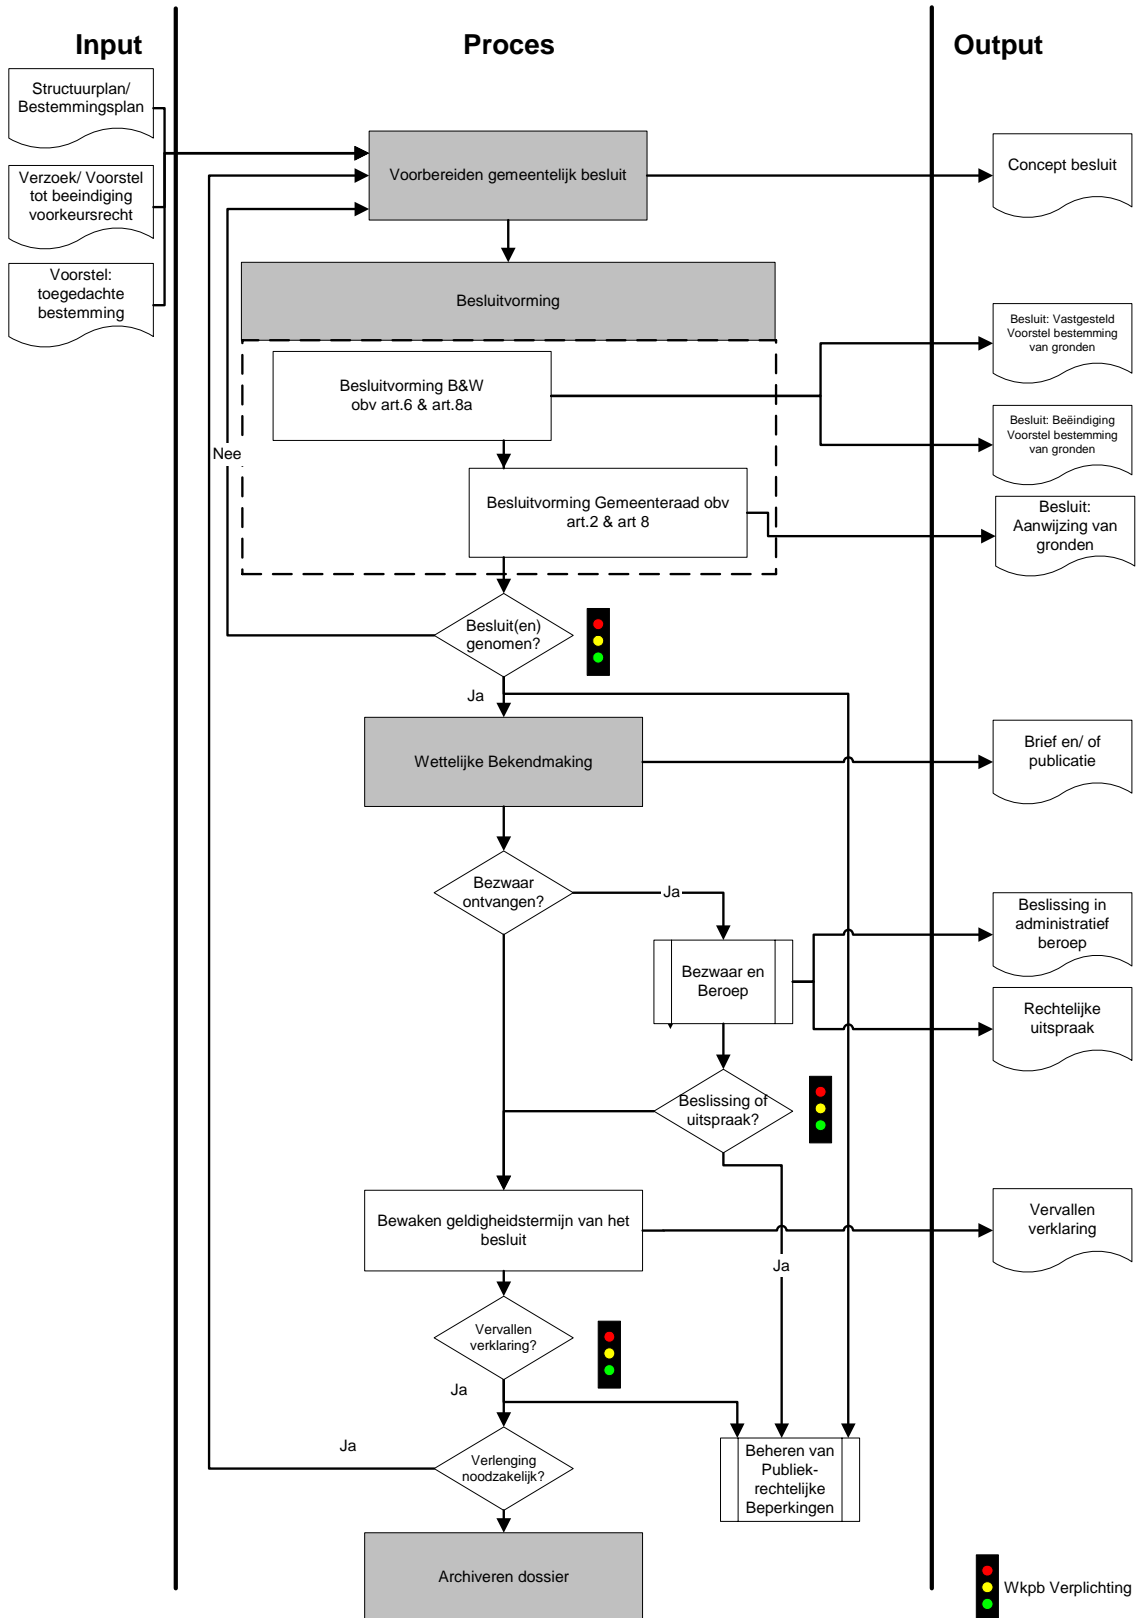 Input
Proces
Output
Structuurplan/
Bestemmingsplan
Verzoek/ Voorstel
tot beeindiging
voorkeursrecht
Voorstel:
toegedachte
bestemming
Voorbereiden gemeentelijk besluit
Concept besluit
Besluitvorming
Besluitvorming B&W
obv art.6 & art.8a
Besluit: Vastgesteld
Voorstel bestemming
van gronden
Besluit: Beëindiging
Voorstel bestemming
van gronden
Nee
Besluitvorming Gemeenteraad obv
art.2 & art 8
Besluit:
Aanwijzing van
gronden
Besluit(en)
genomen?
Ja
Wettelijke Bekendmaking
Brief en/ of
publicatie
Bezwaar
ontvangen?
Ja
Bezwaar en
Beroep
Beslissing in
administratief
beroep
Rechtelijke
uitspraak
Beslissing of
uitspraak?
Bewaken geldigheidstermijn van het
besluit
Vervallen
verklaring
Ja
Vervallen
verklaring?
Ja
Ja
Verlenging
noodzakelijk?
Beheren van
Publiek-
rechtelijke
Beperkingen
Archiveren dossier
Wkpb Verplichting